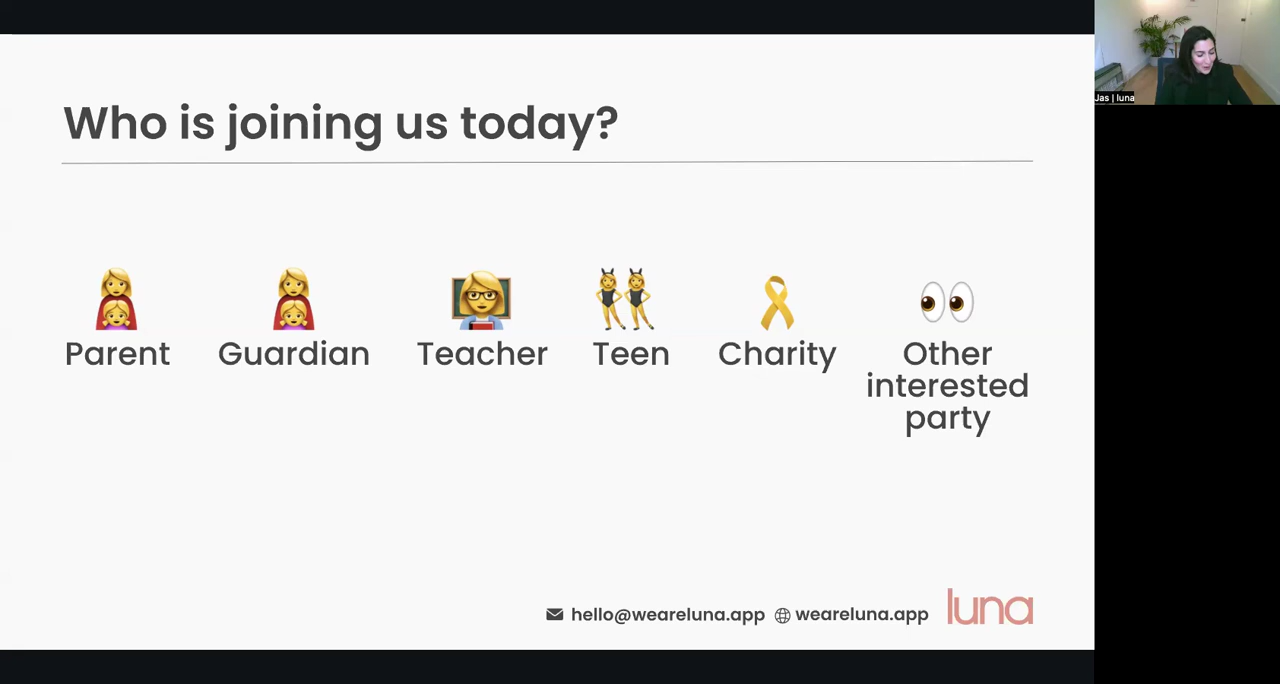 Who is joining us today?
Parent
Guardian
Teacher
Teen
Charity
Other
interested
party
hello@weareluna.app
weareluna.app
luna
Jas | luna